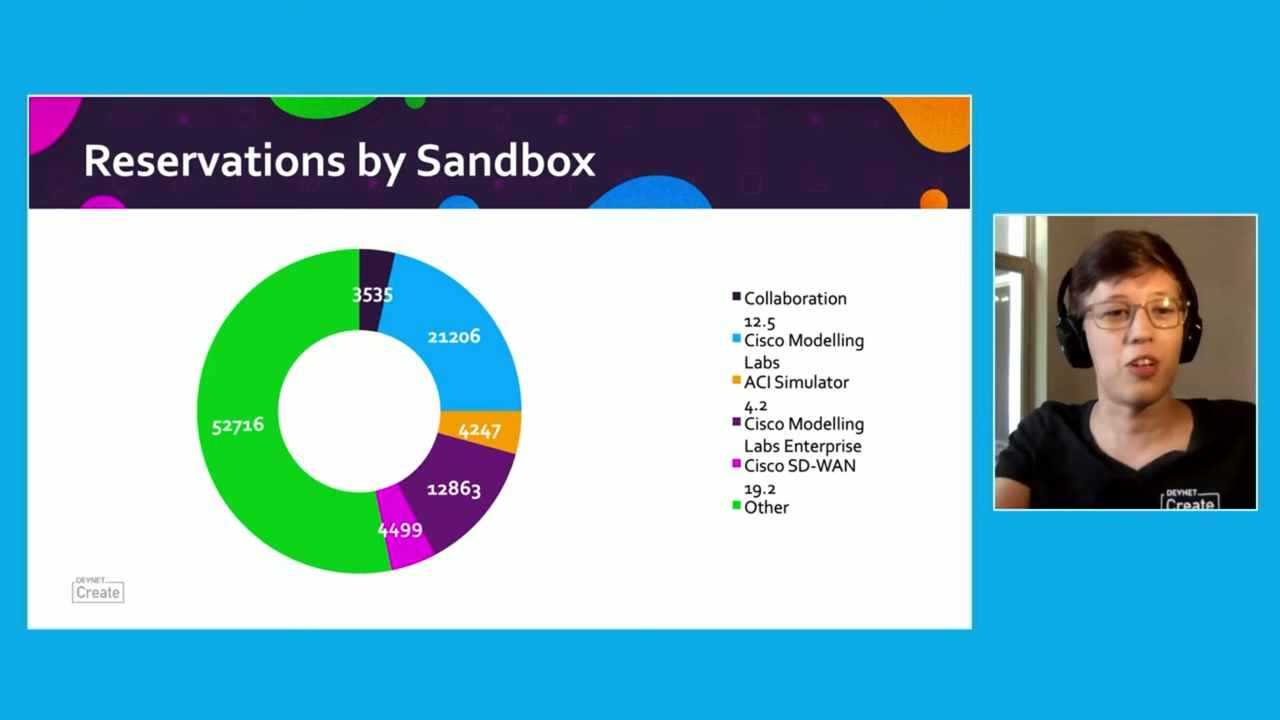 Reservations by Sandbox
3535
21206
4247
12863
4499
52716
Collaboration
12.5
Cisco Modelling
Labs
ACI Simulator
4.2
Cisco Modelling
Labs Enterprise
Cisco SD-WAN
19.2
Other
DEVNET
Create
DEVNET
Create